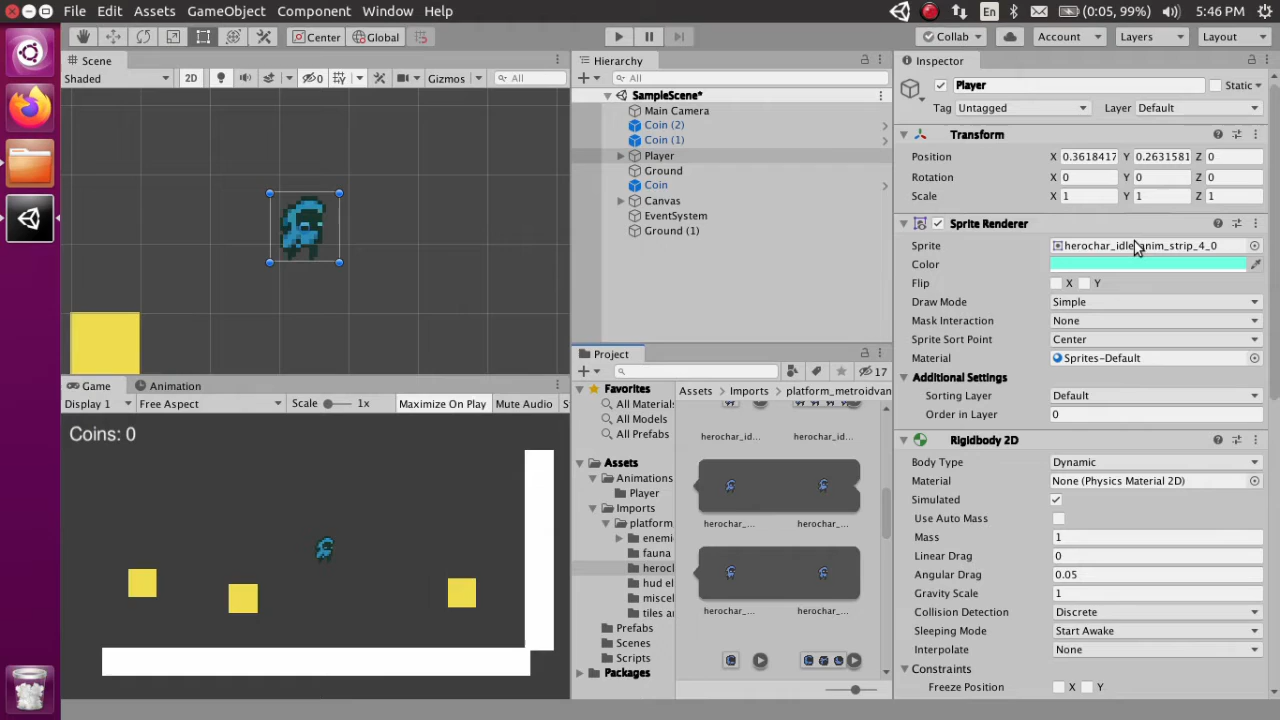 File Edit Assets GameObject Component Window Help
En (0:05, 99%) 5:46 PM
Center Global
Collab Account Layers Layout
Scene
Shaded 2D 0 Gizmos All
Hierarchy
All
SampleScene*
Main Camera
Coin (2)
Coin (1)
Player
Ground
Coin
Canvas
EventSystem
Ground (1)
Game Animation
Display 1 Free Aspect Scale 1x Maximize On Play Mute Audio S
Coins: 0
Project
17
Favorites
All Materials
All Models
All Prefabs
Assets
Animations
Player
Imports
platform_
enemi
fauna
heroch
hud el
miscel
tiles an
Prefabs
Scenes
Scripts
Packages
Assets Imports platform_metroidvan
herochar_id... herochar_id...
herochar_... herochar_...
herochar_... herochar_...
Inspector
Player Static
Tag Untagged Layer Default
Transform
Position X 0.3618417 Y 0.2631581 Z 0
Rotation X 0 Y 0 Z 0
Scale X 1 Y 1 Z 1
Sprite Renderer
Sprite herochar_idle_anim_strip_4_0
Color
Flip X Y
Draw Mode Simple
Mask Interaction None
Sprite Sort Point Center
Material Sprites-Default
Additional Settings
Sorting Layer Default
Order in Layer 0
Rigidbody 2D
Body Type Dynamic
Material None (Physics Material 2D)
Simulated
Use Auto Mass
Mass 1
Linear Drag 0
Angular Drag 0.05
Gravity Scale 1
Collision Detection Discrete
Sleeping Mode Start Awake
Interpolate None
Constraints
Freeze Position X Y